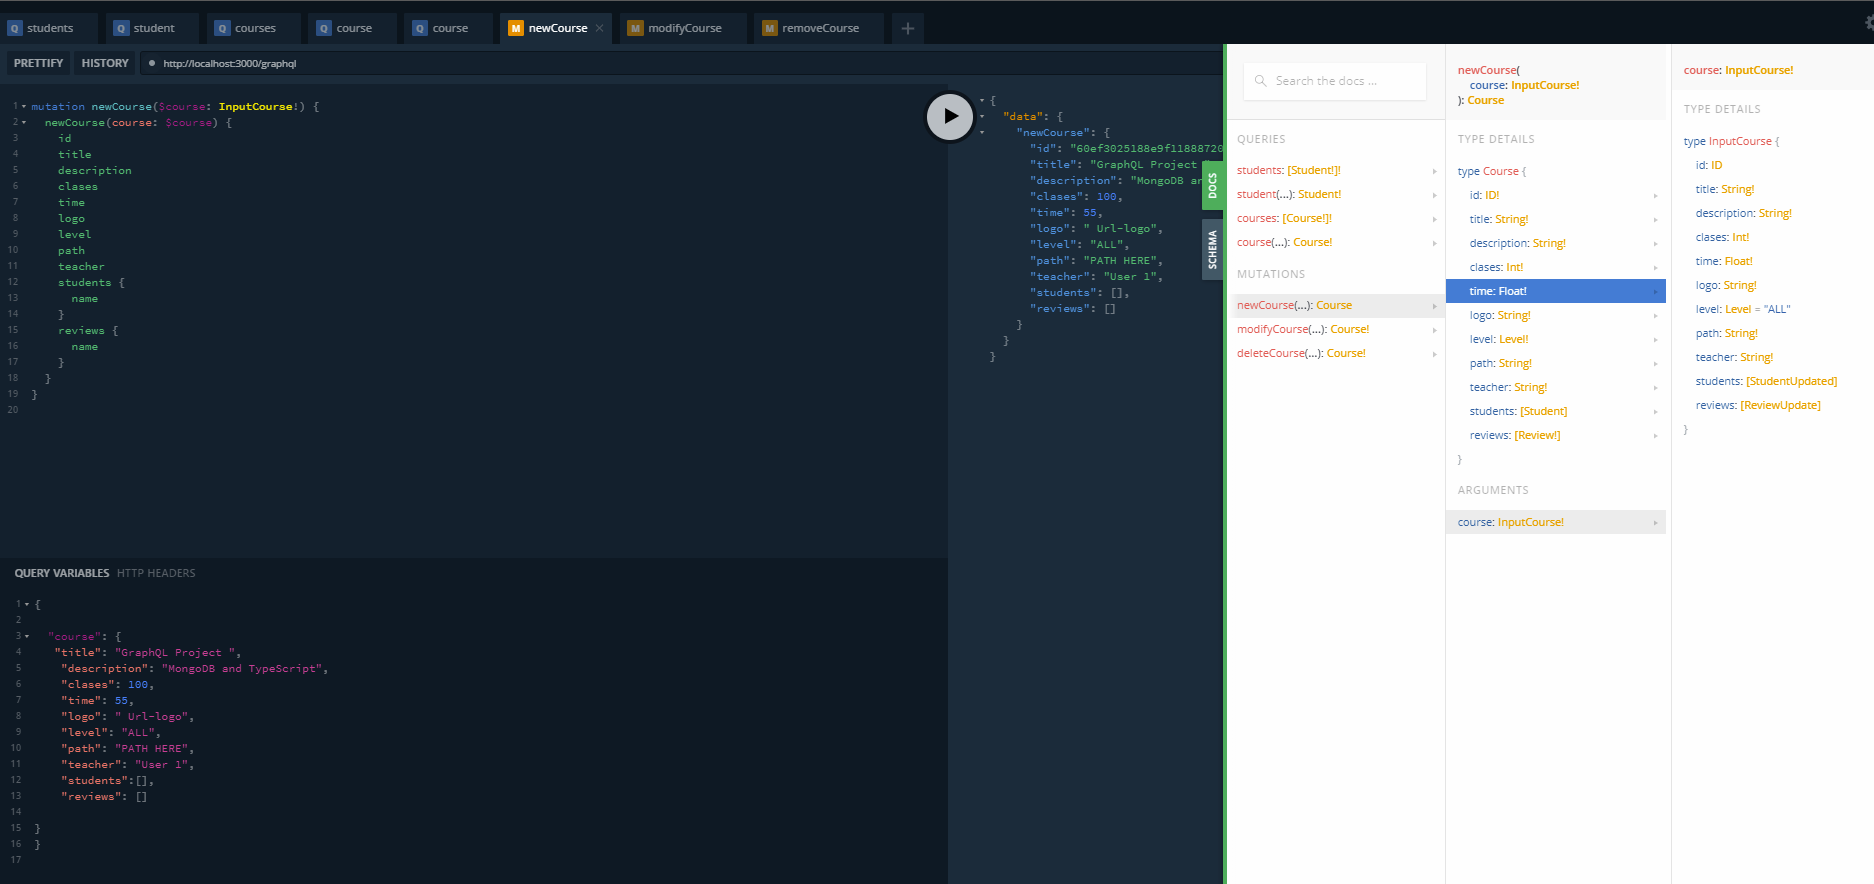 Q students
Q student
Q courses
Q course
Q course
M newCourse ×
M modifyCourse
M removeCourse
+
PRETTIFY
HISTORY
http://localhost:3000/graphql
1 mutation newCourse($course: InputCourse!) {
2 newCourse(course: $course) {
3 id
4 title
5 description
6 clases
7 time
8 logo
9 level
10 path
11 teacher
12 students {
13 name
14 }
15 reviews {
16 name
17 }
18 }
19 }
20
QUERY VARIABLES HTTP HEADERS
1 {
2
3 "course": {
4 "title": "GraphQL Project ",
5 "description": "MongoDB and TypeScript",
6 "clases": 100,
7 "time": 55,
8 "logo": " Url-logo",
9 "level": "ALL",
10 "path": "PATH HERE",
11 "teacher": "User 1",
12 "students":[],
13 "reviews": []
14
15 }
16 }
17
{
"data": {
"newCourse": {
"id": "60ef3025188e9f11888720
"title": "GraphQL Project
"description": "MongoDB an
"clases": 100,
"time": 55,
"logo": " Url-logo",
"level": "ALL",
"path": "PATH HERE",
"teacher": "User 1",
"students": [],
"reviews": []
}
}
}
DOCS
SCHEMA
Search the docs ...
QUERIES
students: [Student!]!
student(...): Student!
courses: [Course!]!
course(...): Course!
MUTATIONS
newCourse(...): Course
modifyCourse(...): Course!
deleteCourse(...): Course!
newCourse(
course: InputCourse!
): Course
TYPE DETAILS
type Course {
id: ID!
title: String!
description: String!
clases: Int!
time: Float!
logo: String!
level: Level!
path: String!
teacher: String!
students: [Student]
reviews: [Review!]
}
ARGUMENTS
course: InputCourse!
course: InputCourse!
TYPE DETAILS
type InputCourse {
id: ID
title: String!
description: String!
clases: Int!
time: Float!
logo: String!
level: Level = "ALL"
path: String!
teacher: String!
students: [StudentUpdated]
reviews: [ReviewUpdate]
}